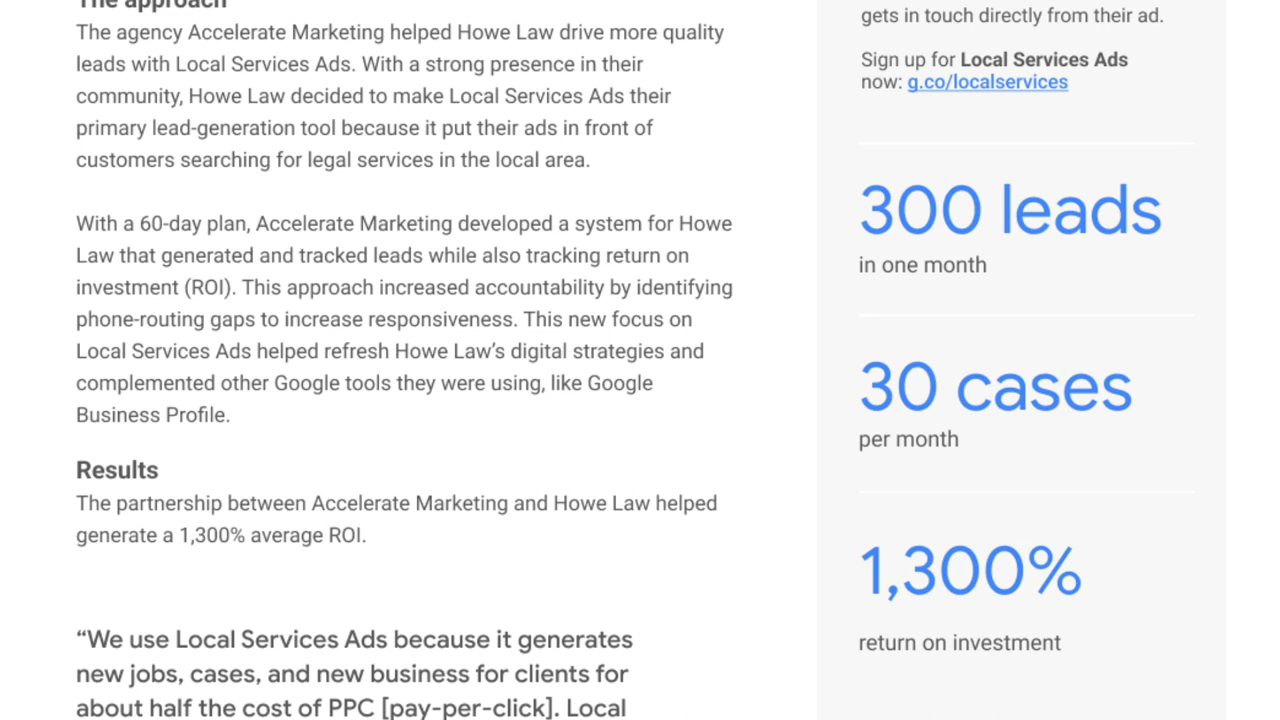 The approach
The agency Accelerate Marketing helped Howe Law drive more quality
leads with Local Services Ads. With a strong presence in their
community, Howe Law decided to make Local Services Ads their
primary lead-generation tool because it put their ads in front of
customers searching for legal services in the local area.
With a 60-day plan, Accelerate Marketing developed a system for Howe
Law that generated and tracked leads while also tracking return on
investment (ROI). This approach increased accountability by identifying
phone-routing gaps to increase responsiveness. This new focus on
Local Services Ads helped refresh Howe Law’s digital strategies and
complemented other Google tools they were using, like Google
Business Profile.
Results
The partnership between Accelerate Marketing and Howe Law helped
generate a 1,300% average ROI.
“We use Local Services Ads because it generates
new jobs, cases, and new business for clients for
about half the cost of PPC [pay-per-click]. Local
gets in touch directly from their ad.
Sign up for Local Services Ads
now: g.co/localservices
300 leads
in one month
30 cases
per month
1,300%
return on investment